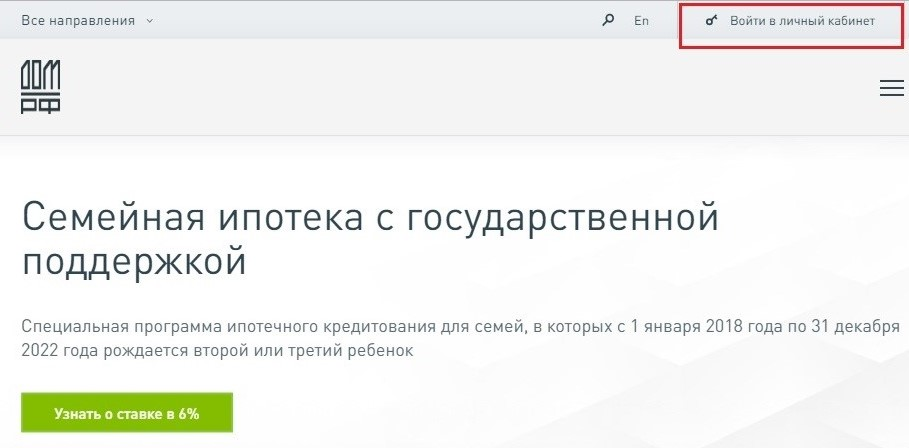 Все направления
En
Войти в личный кабинет
ДОМ
РФ
Семейная ипотека с государственной
поддержкой
Специальная программа ипотечного кредитования для семей, в которых с 1 января 2018 года по 31 декабря
2022 года рождается второй или третий ребенок
Узнать о ставке в 6%